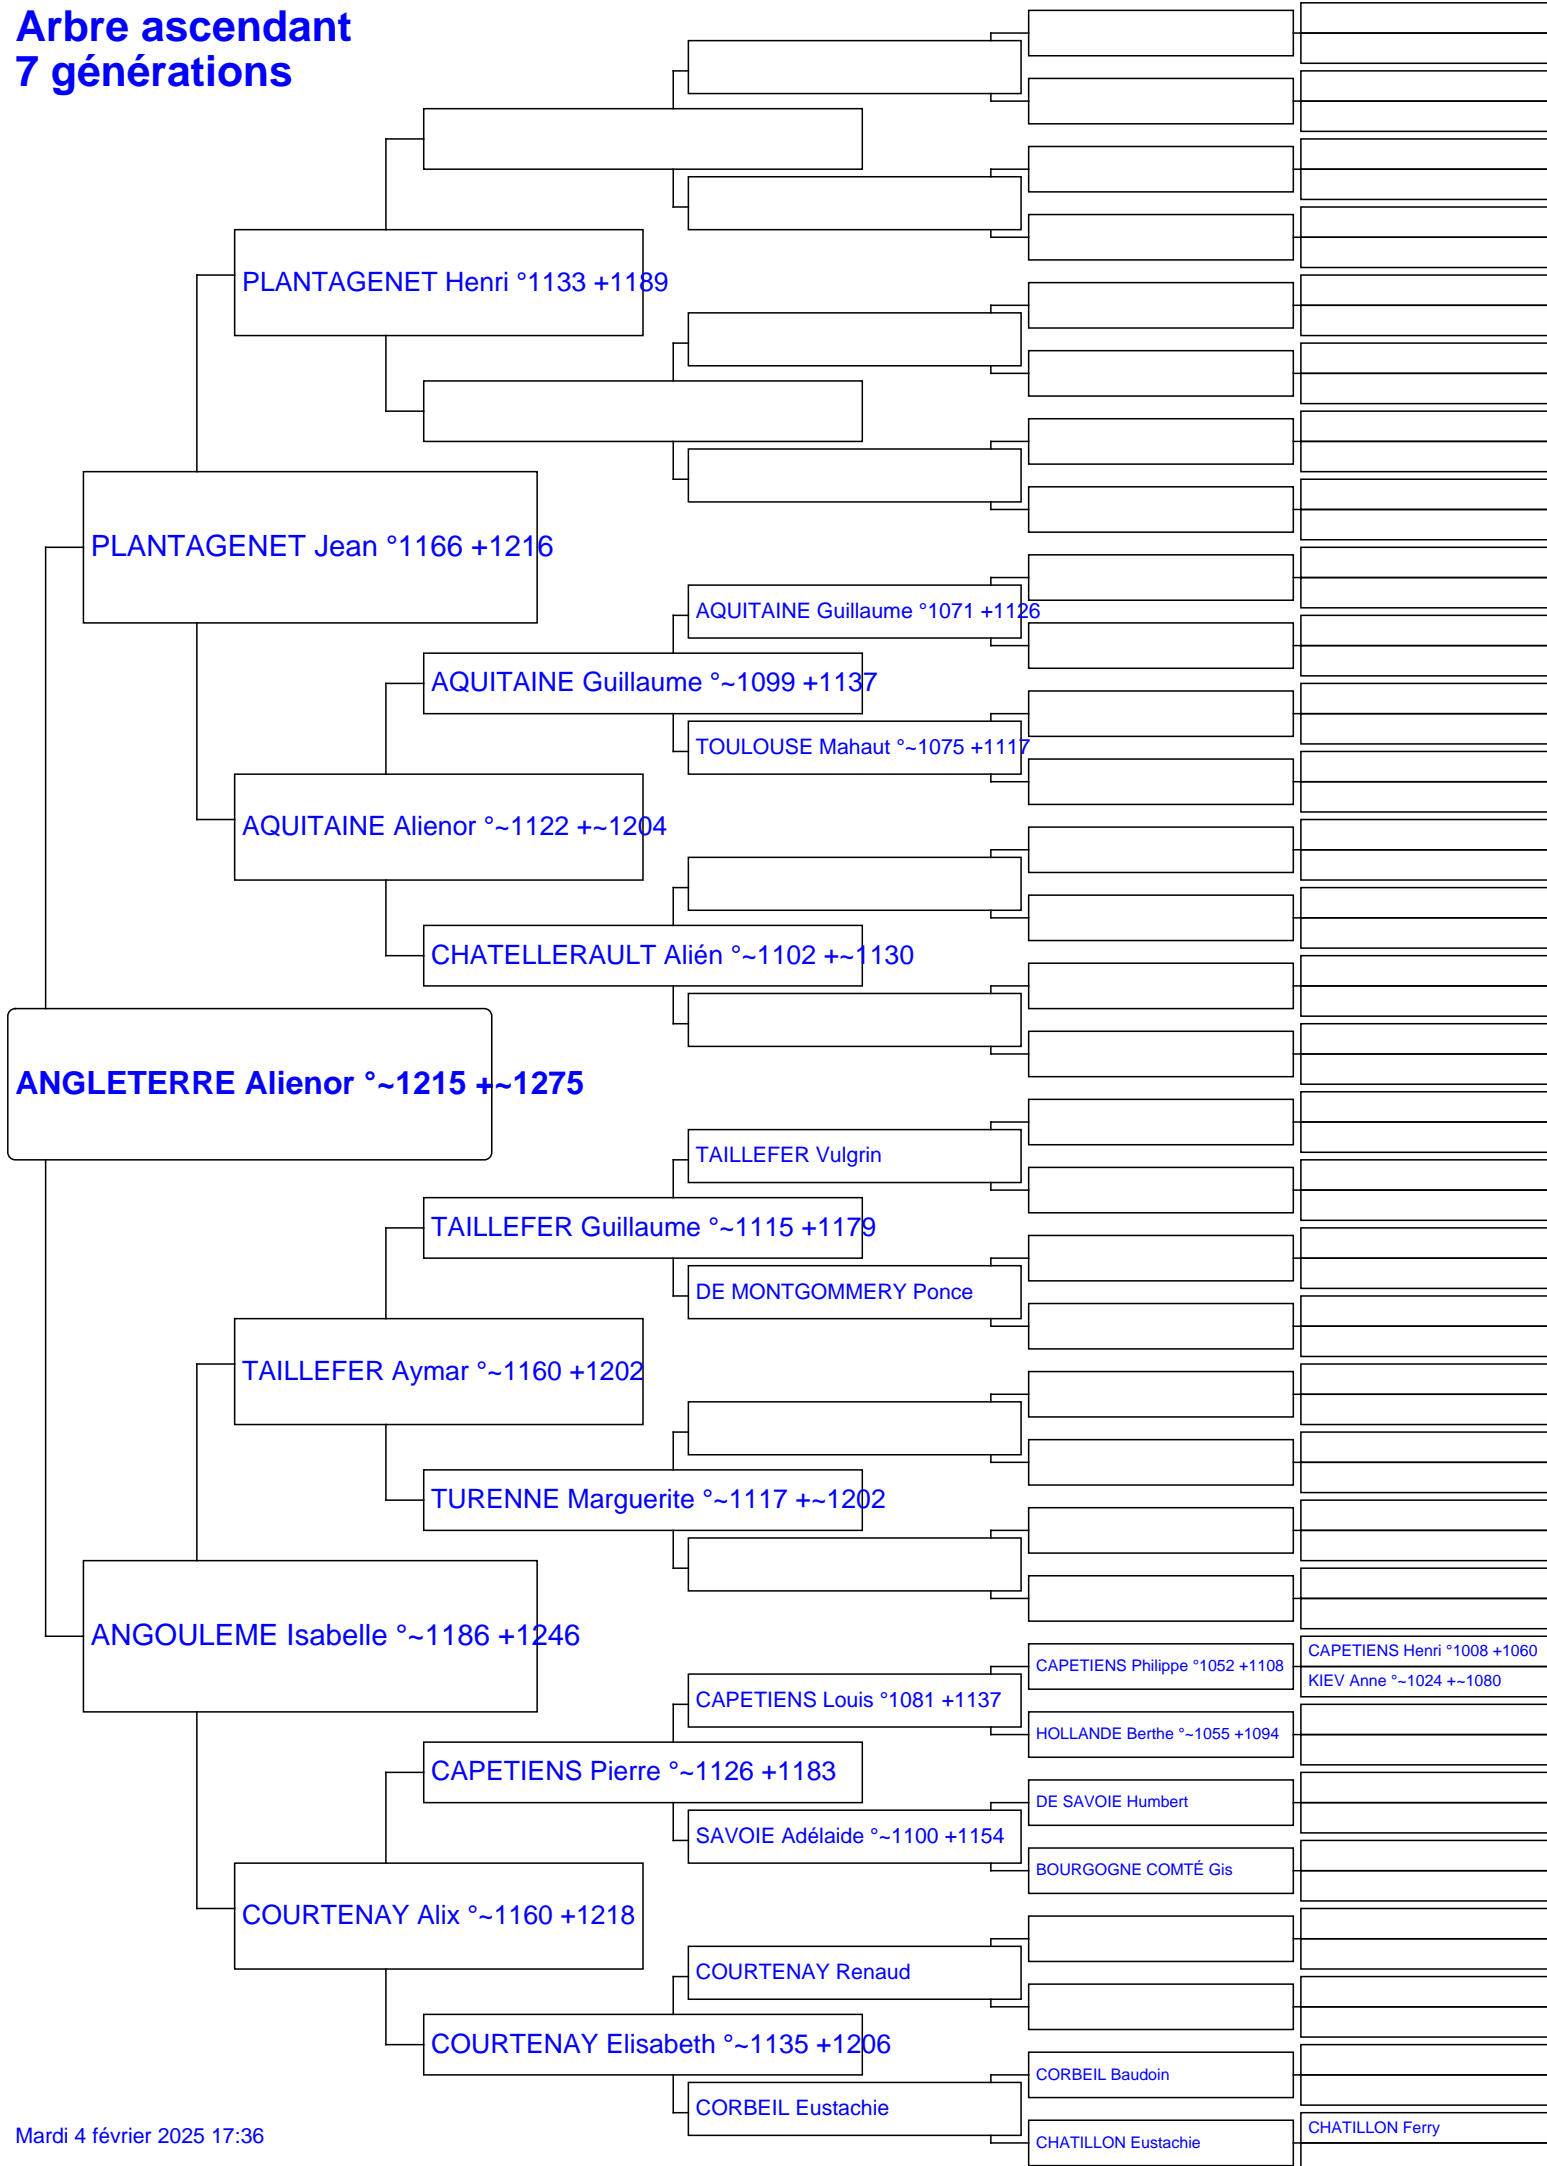 Arbre ascendant
7 générations
PLANTAGENET Henri °1133 +1189
PLANTAGENET Jean °1166 +1216
AQUITAINE Guillaume °1071 +1126
AQUITAINE Guillaume °~1099 +1137
TOULOUSE Mahaut °~1075 +1117
AQUITAINE Alienor °~1122 +~1204
CHATELLERAULT Alién °~1102 +~1130
ANGLETERRE Alienor °~1215 +~1275
TAILLEFER Vulgrin
TAILLEFER Guillaume °~1115 +1179
DE MONTGOMMERY Ponce
TAILLEFER Aymar °~1160 +1202
TURENNE Marguerite °~1117 +~1202
ANGOULEME Isabelle °~1186 +1246
CAPETIENS Henri °1008 +1060
CAPETIENS Philippe °1052 +1108
KIEV Anne °~1024 +~1080
CAPETIENS Louis °1081 +1137
HOLLANDE Berthe °~1055 +1094
CAPETIENS Pierre °~1126 +1183
DE SAVOIE Humbert
SAVOIE Adélaide °~1100 +1154
BOURGOGNE COMTÉ Gis
COURTENAY Alix °~1160 +1218
COURTENAY Renaud
COURTENAY Elisabeth °~1135 +1206
CORBEIL Baudoin
CORBEIL Eustachie
CHATILLON Ferry
CHATILLON Eustachie
Mardi 4 février 2025 17:36